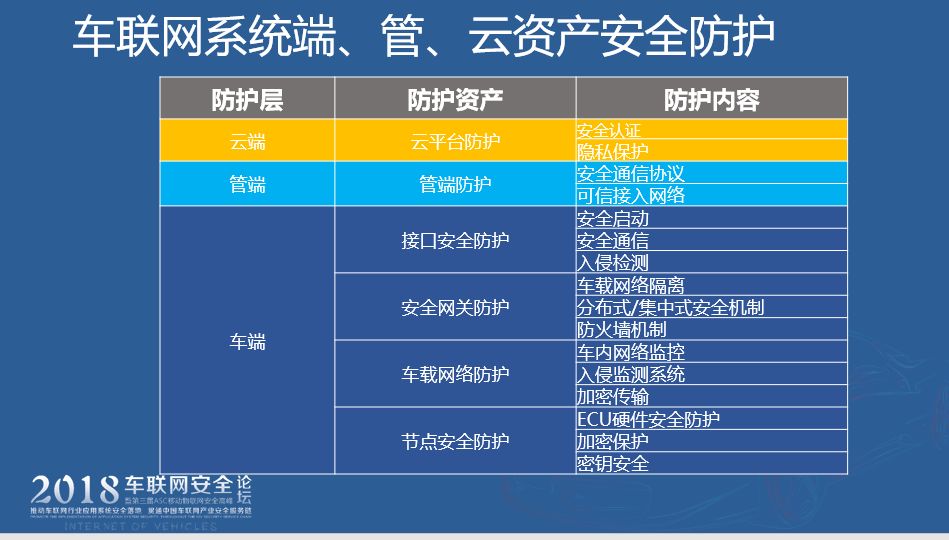 车联网系统端、管、云资产安全防护
防护层 防护资产 防护内容
云端 云平台防护 安全认证
隐私保护
管端 管端防护 安全通信协议
可信接入网络
车端 接口安全防护 安全启动
安全通信
入侵检测
安全网关防护 车载网络隔离
分布式/集中式安全机制
防火墙机制
车载网络防护 车内网络监控
入侵监测系统
加密传输
节点安全防护 ECU硬件安全防护
加密保护
密钥安全
2018车联网安全论坛
暨第三届ASC移动物联网安全高峰
推动车联网行业应用系统安全落地 贯通中国车联网产业安全服务链
INTERNET OF VEHICLES